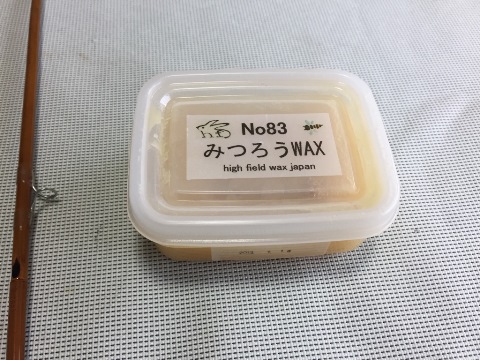 No83
みつろうWAX
high field wax japan